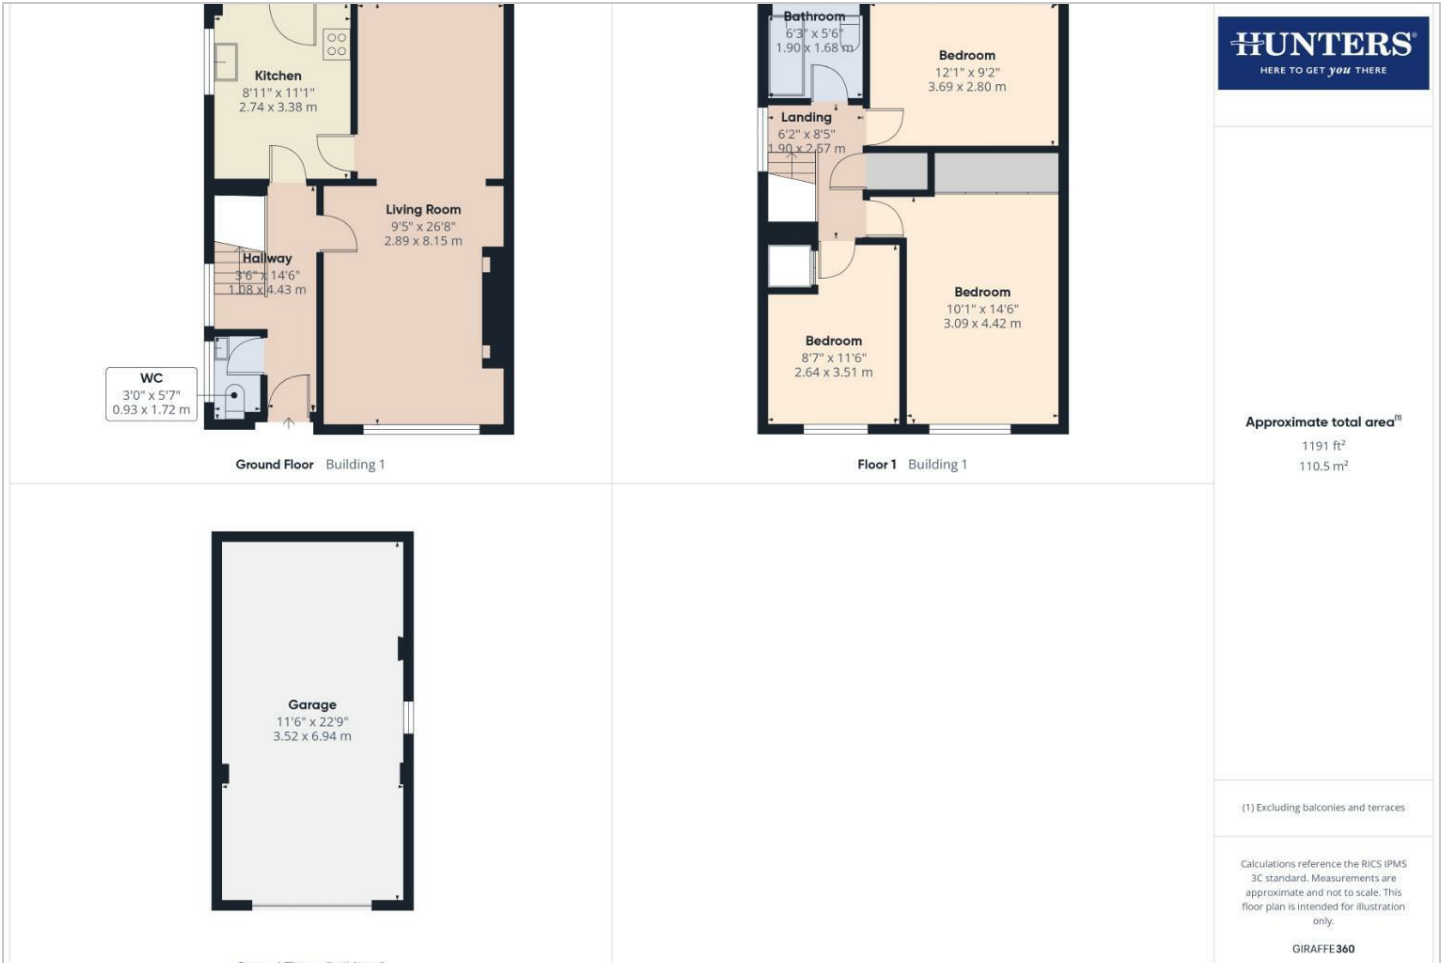 Kitchen
8'11" x 11'1"
2.74 x 3.38 m
Living Room
9'5" x 26'8"
2.89 x 8.15 m
Hallway
3'6" x 14'6"
1.08 x 4.43 m
WC
3'0" x 5'7"
0.93 x 1.72 m
Ground Floor Building 1
Bathroom
6'3" x 5'6"
1.90 x 1.68 m
Bedroom
12'1" x 9'2"
3.69 x 2.80 m
Landing
6'2" x 8'5"
1.90 x 2.57 m
Bedroom
10'1" x 14'6"
3.09 x 4.42 m
Bedroom
8'7" x 11'6"
2.64 x 3.51 m
Floor 1 Building 1
Garage
11'6" x 22'9"
3.52 x 6.94 m
HUNTERS®
HERE TO GET you THERE
Approximate total area(1)
1191 ft²
110.5 m²
(1) Excluding balconies and terraces
Calculations reference the RICS IPMS
3C standard. Measurements are
approximate and not to scale. This
floor plan is intended for illustration
only.
GIRAFFE360